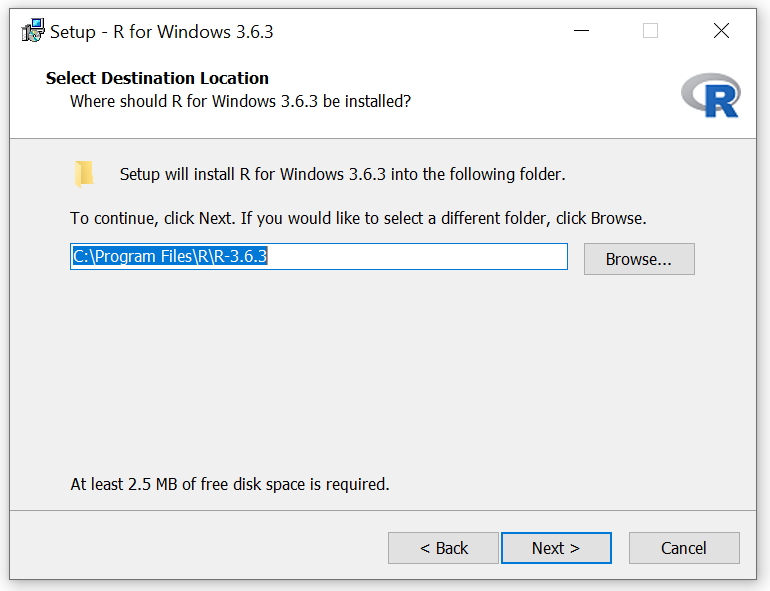 Setup - R for Windows 3.6.3
Select Destination Location
Where should R for Windows 3.6.3 be installed?
R
Setup will install R for Windows 3.6.3 into the following folder.
To continue, click Next. If you would like to select a different folder, click Browse.
C:\Program Files\R\R-3.6.3
Browse...
At least 2.5 MB of free disk space is required.
< Back
Next >
Cancel